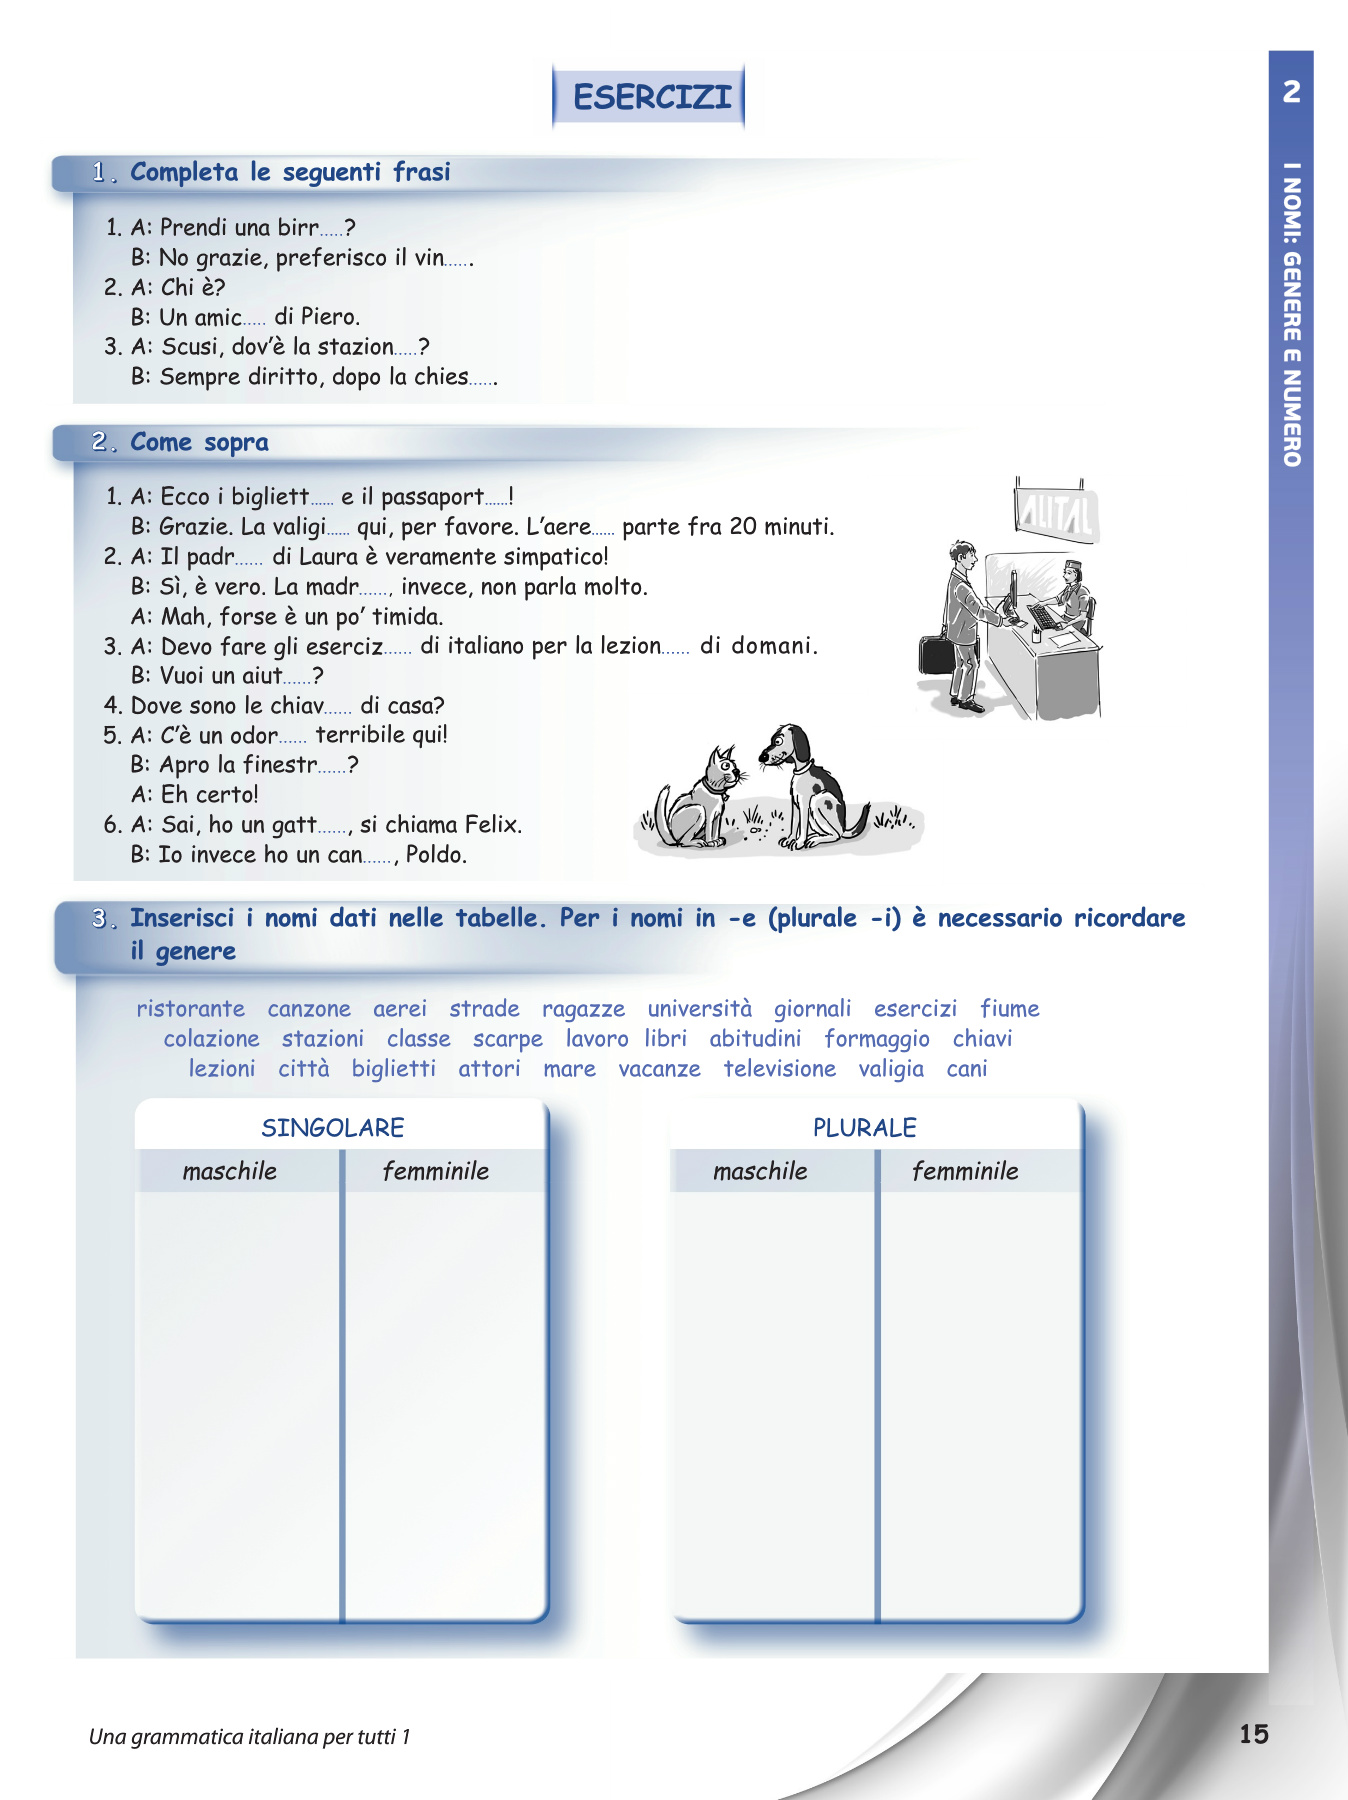 ESERCIZI
2
I NOMI: GENERE E NUMERO
1. Completa le seguenti frasi
1. A: Prendi una birr.....?
B: No grazie, preferisco il vin......
2. A: Chi è?
B: Un amic..... di Piero.
3. A: Scusi, dov’è la stazion.....?
B: Sempre diritto, dopo la chies......
2. Come sopra
1. A: Ecco i bigliett...... e il passaport......!
B: Grazie. La valigi...... qui, per favore. L’aere...... parte fra 20 minuti.
2. A: Il padr...... di Laura è veramente simpatico!
B: Sì, è vero. La madr......, invece, non parla molto.
A: Mah, forse è un po’ timida.
3. A: Devo fare gli eserciz...... di italiano per la lezion...... di domani.
B: Vuoi un aiut......?
4. Dove sono le chiav...... di casa?
5. A: C’è un odor...... terribile qui!
B: Apro la finestr......?
A: Eh certo!
6. A: Sai, ho un gatt......, si chiama Felix.
B: Io invece ho un can......, Poldo.
ALITAL
3. Inserisci i nomi dati nelle tabelle. Per i nomi in -e (plurale -i) è necessario ricordare
il genere
ristorante canzone aerei strade ragazze università giornali esercizi fiume
colazione stazioni classe scarpe lavoro libri abitudini formaggio chiavi
lezioni città biglietti attori mare vacanze televisione valigia cani
SINGOLARE
maschile femminile
PLURALE
maschile femminile
Una grammatica italiana per tutti 1
15